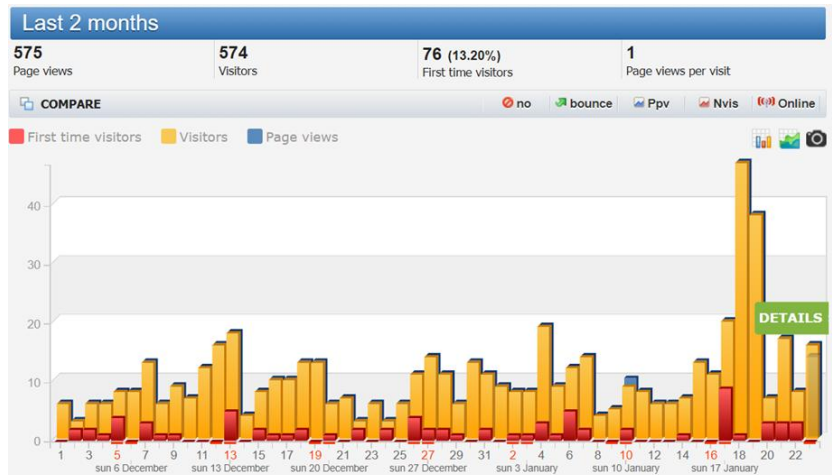 Last 2 months
575 574 76 (13.20%) 1
Page views Visitors First time visitors Page views per visit
COMPARE no bounce Ppv Nvis Online
First time visitors Visitors Page views
40
30
20
DETAILS
10
0
1 3 5 7 9 11 13 15 17 19 21 23 25 27 29 31 2 4 6 8 10 12 14 16 18 20 22
sun 6 December sun 13 December sun 20 December sun 27 December sun 3 January sun 10 January sun 17 January